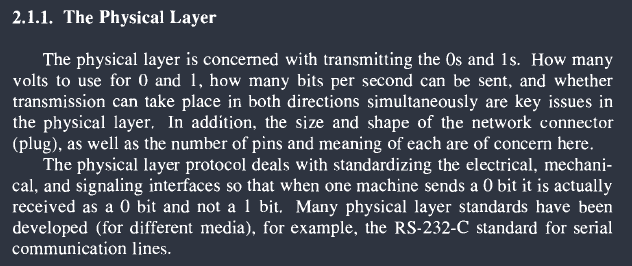 2.1.1. The Physical Layer
The physical layer is concerned with transmitting the 0s and 1s. How many
volts to use for 0 and 1, how many bits per second can be sent, and whether
transmission can take place in both directions simultaneously are key issues in
the physical layer. In addition, the size and shape of the network connector
(plug), as well as the number of pins and meaning of each are of concern here.
The physical layer protocol deals with standardizing the electrical, mechani-
cal, and signaling interfaces so that when one machine sends a 0 bit it is actually
received as a 0 bit and not a 1 bit. Many physical layer standards have been
developed (for different media), for example, the RS-232-C standard for serial
communication lines.